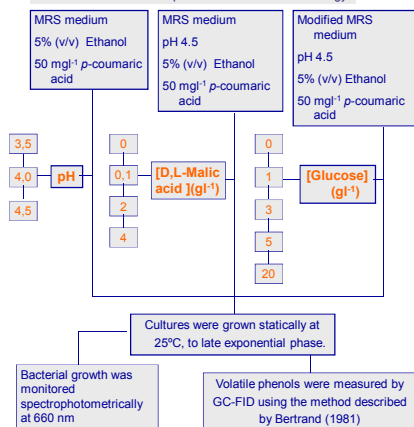 MRS medium
5% (v/v) Ethanol
50 mgl-1 p-coumaric
acid
MRS medium
pH 4.5
5% (v/v) Ethanol
50 mgl-1 p-coumaric
acid
Modified MRS
medium
pH 4.5
5% (v/v) Ethanol
50 mgl-1 p-coumaric
acid
3,5
4,0
4,5
pH
0
0,1
2
4
[D,L-Malic
acid ](gl-1)
0
1
3
5
20
[Glucose]
(gl-1)
Cultures were grown statically at
25ºC, to late exponential phase.
Bacterial growth was
monitored
spectrophotometrically
at 660 nm
Volatile phenols were measured by
GC-FID using the method described
by Bertrand (1981)